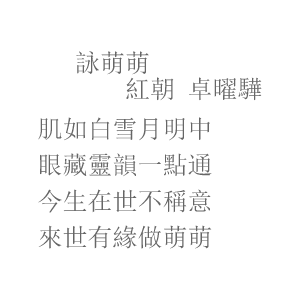 詠萌萌
紅朝 卓曜驊
肌如白雪月明中
眼藏靈韻一點通
今生在世不稱意
來世有緣做萌萌